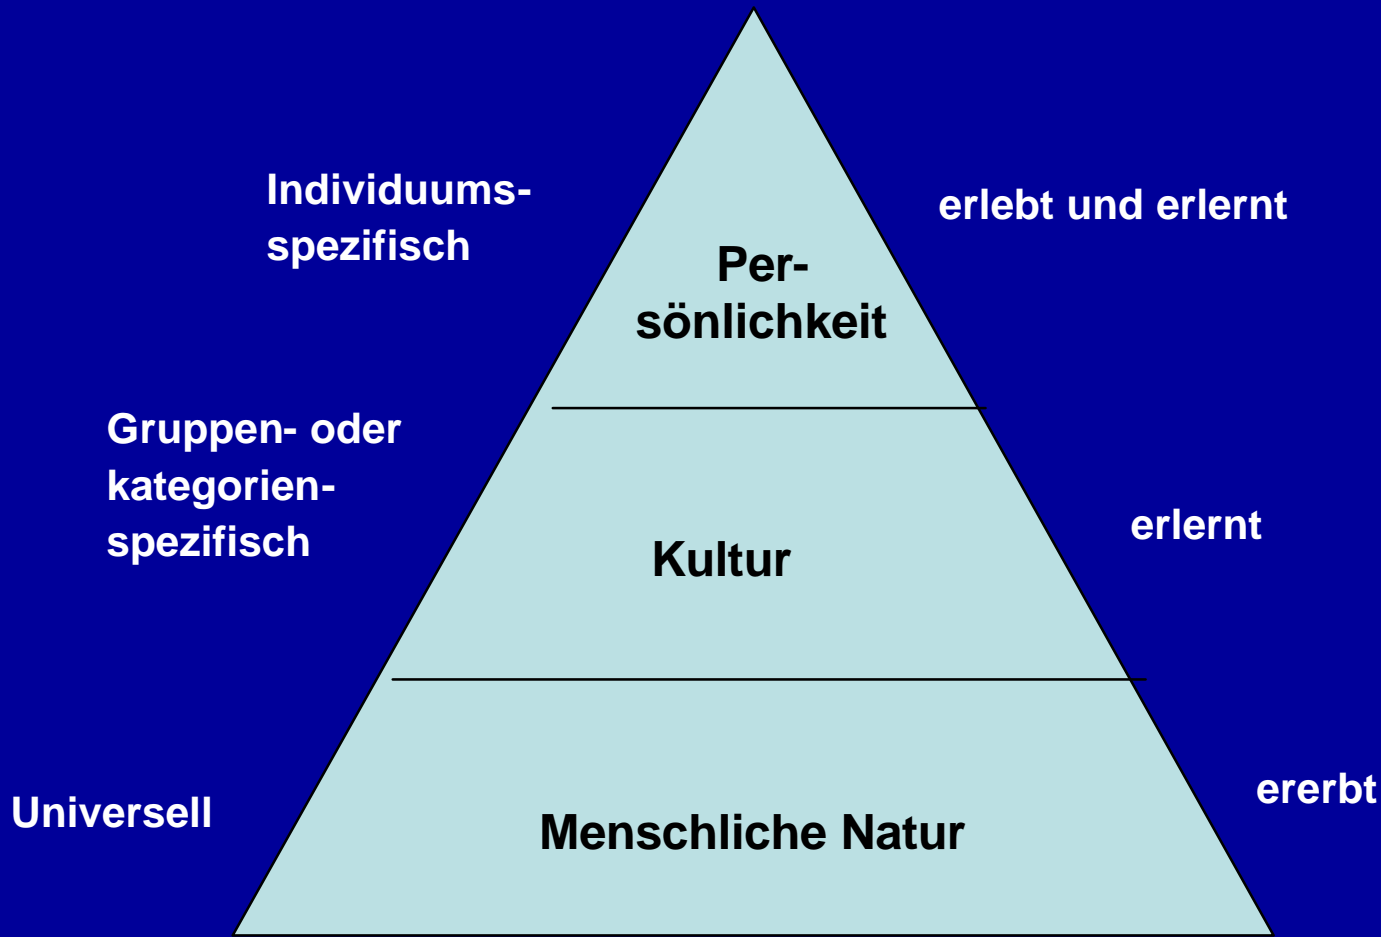 Individuums-
spezifisch
erlebt und erlernt
Per-
sönlichkeit
Gruppen- oder
kategorien-
spezifisch
erlernt
Kultur
Universell
ererbt
Menschliche Natur